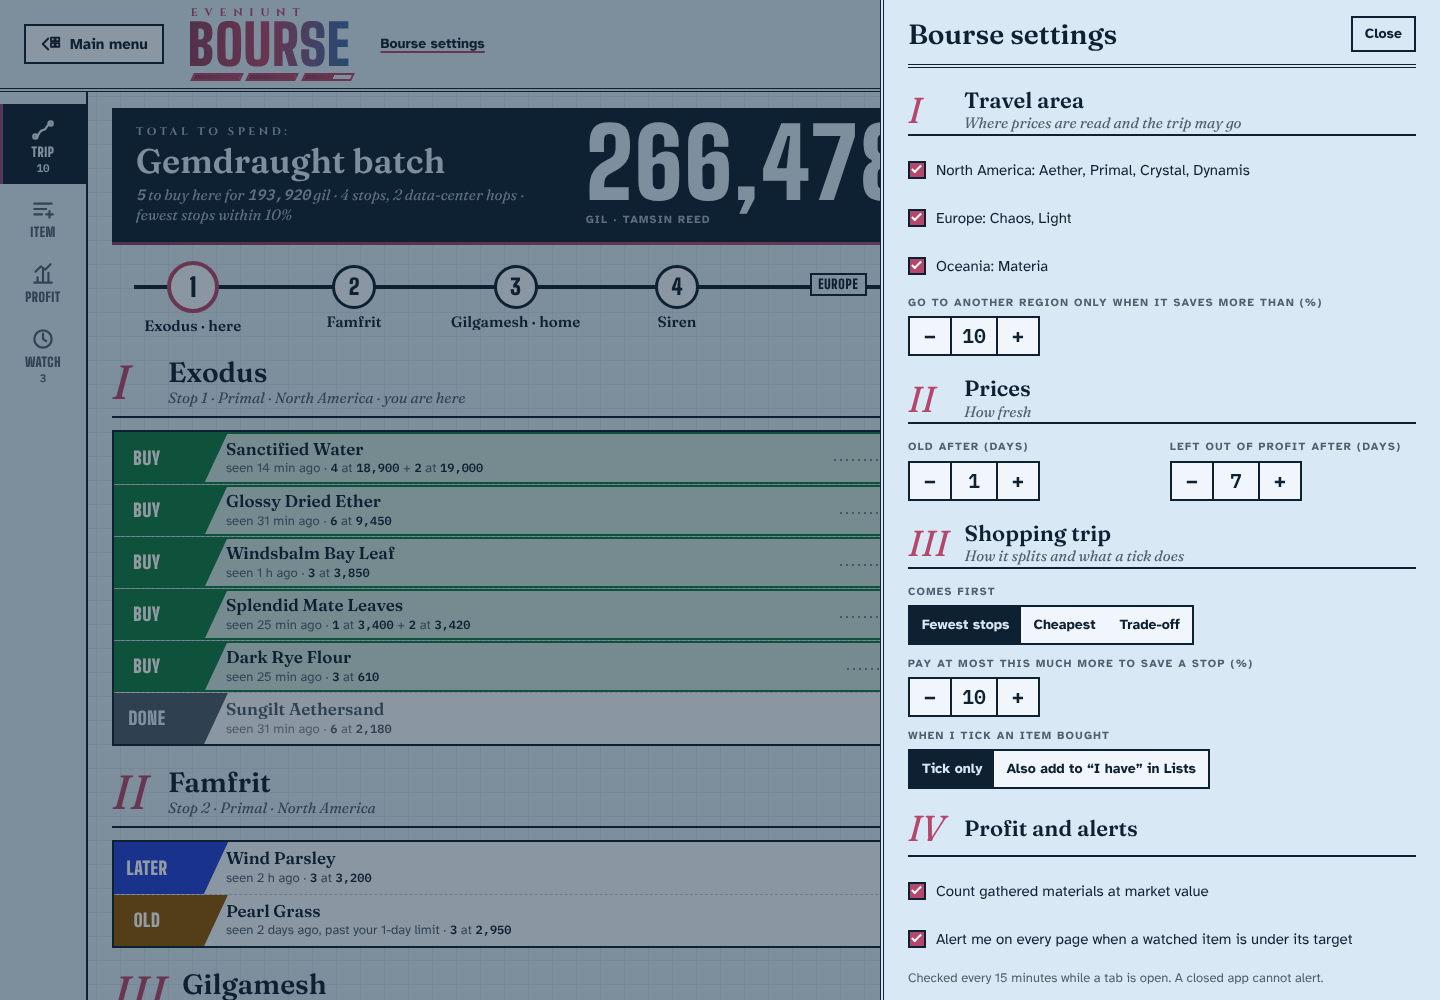 Main menu
EVENIUNT
BOURSE
Bourse settings
TRIP
10
ITEM
PROFIT
WATCH
3
TOTAL TO SPEND:
Gemdraught batch
5 to buy here for 193,920 gil · 4 stops, 2 data-center hops ·
fewest stops within 10%
266,478
GIL · TAMSIN REED
1
2
3
4
EUROPE
Exodus · here
Famfrit
Gilgamesh · home
Siren
I
Exodus
Stop 1 · Primal · North America · you are here
BUY
Sanctified Water
seen 14 min ago · 4 at 18,900 + 2 at 19,000
BUY
Glossy Dried Ether
seen 31 min ago · 6 at 9,450
BUY
Windsbalm Bay Leaf
seen 1 h ago · 3 at 3,850
BUY
Splendid Mate Leaves
seen 25 min ago · 1 at 3,400 + 2 at 3,420
BUY
Dark Rye Flour
seen 25 min ago · 3 at 610
DONE
Sungilt Aethersand
seen 31 min ago · 6 at 2,180
II
Famfrit
Stop 2 · Primal · North America
LATER
Wind Parsley
seen 2 h ago · 3 at 3,200
OLD
Pearl Grass
seen 2 days ago, past your 1-day limit · 3 at 2,950
III
Gilgamesh
Bourse settings
Close
I
Travel area
Where prices are read and the trip may go
North America: Aether, Primal, Crystal, Dynamis
Europe: Chaos, Light
Oceania: Materia
GO TO ANOTHER REGION ONLY WHEN IT SAVES MORE THAN (%)
− 10 +
II
Prices
How fresh
OLD AFTER (DAYS)
− 1 +
LEFT OUT OF PROFIT AFTER (DAYS)
− 7 +
III
Shopping trip
How it splits and what a tick does
COMES FIRST
Fewest stops
Cheapest
Trade-off
PAY AT MOST THIS MUCH MORE TO SAVE A STOP (%)
− 10 +
WHEN I TICK AN ITEM BOUGHT
Tick only
Also add to “I have” in Lists
IV
Profit and alerts
Count gathered materials at market value
Alert me on every page when a watched item is under its target
Checked every 15 minutes while a tab is open. A closed app cannot alert.